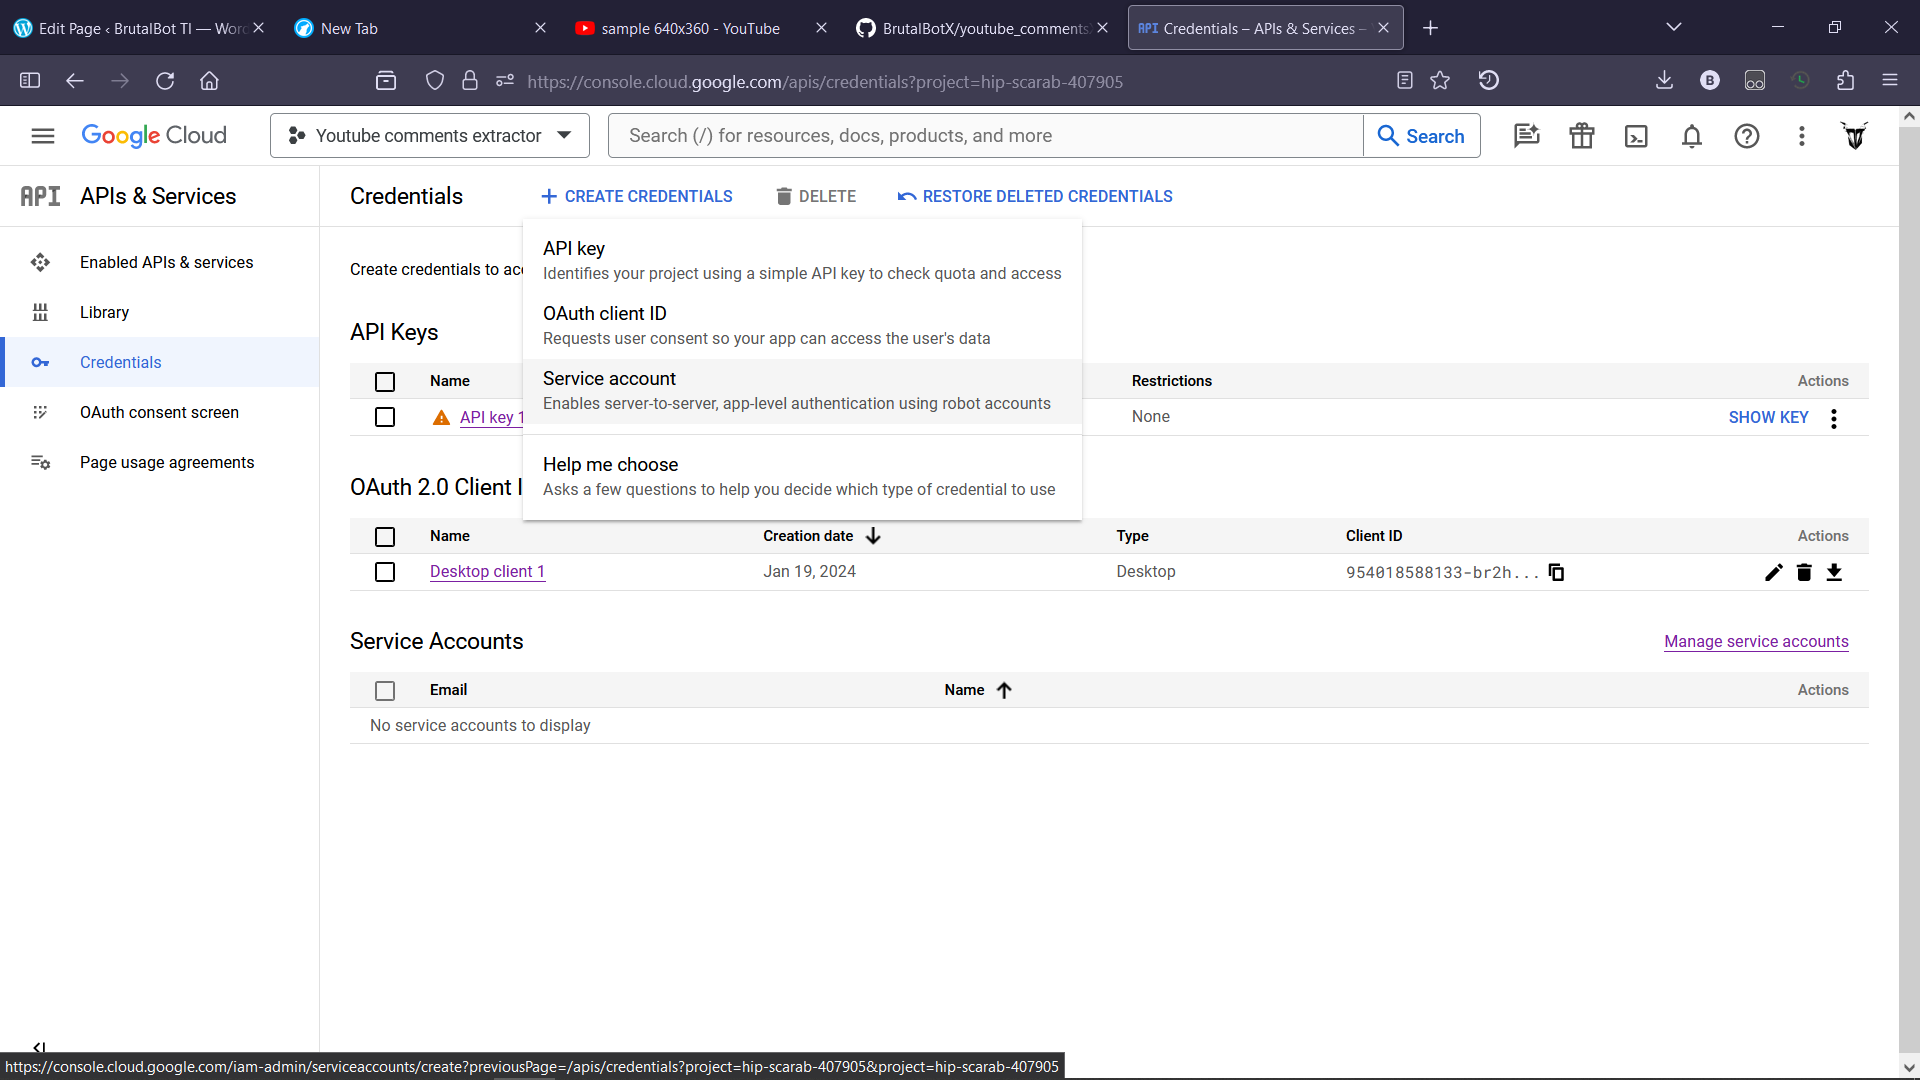 Edit Page ‹ BrutalBot TI — Wor
New Tab
sample 640x360 - YouTube
BrutalBotX/youtube_comments
API Credentials – APIs & Services –
https://console.cloud.google.com/apis/credentials?project=hip-scarab-407905
B
Google Cloud
Youtube comments extractor
Search (/) for resources, docs, products, and more
Search
API APIs & Services
Credentials
CREATE CREDENTIALS
DELETE
RESTORE DELETED CREDENTIALS
Enabled APIs & services
Library
Credentials
OAuth consent screen
Page usage agreements
Create credentials to acc
API key
Identifies your project using a simple API key to check quota and access
OAuth client ID
Requests user consent so your app can access the user's data
Service account
Enables server-to-server, app-level authentication using robot accounts
Help me choose
Asks a few questions to help you decide which type of credential to use
API Keys
Name
Restrictions
Actions
API key 1
None
SHOW KEY
OAuth 2.0 Client I
Name
Creation date
Type
Client ID
Actions
Desktop client 1
Jan 19, 2024
Desktop
954018588133-br2h...
Service Accounts
Manage service accounts
Email
Name
Actions
No service accounts to display
https://console.cloud.google.com/iam-admin/serviceaccounts/create?previousPage=/apis/credentials?project=hip-scarab-407905&project=hip-scarab-407905